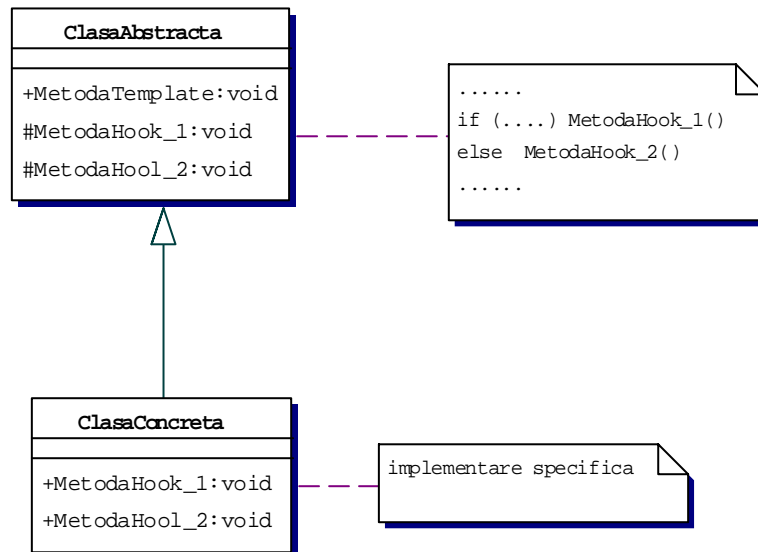 ClasaAbstracta
+MetodaTemplate:void
#MetodaHook_1:void
#MetodaHool_2:void
......
if (....) MetodaHook_1()
else MetodaHook_2()
......
ClasaConcreta
+MetodaHook_1:void
+MetodaHool_2:void
implementare specifica